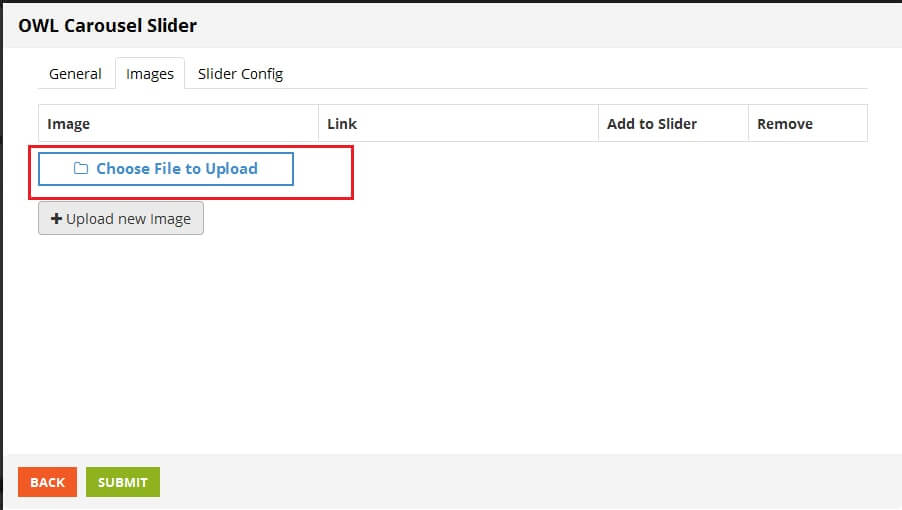 OWL Carousel Slider
General Images Slider Config
Image Link Add to Slider Remove
Choose File to Upload
Upload new Image
BACK SUBMIT